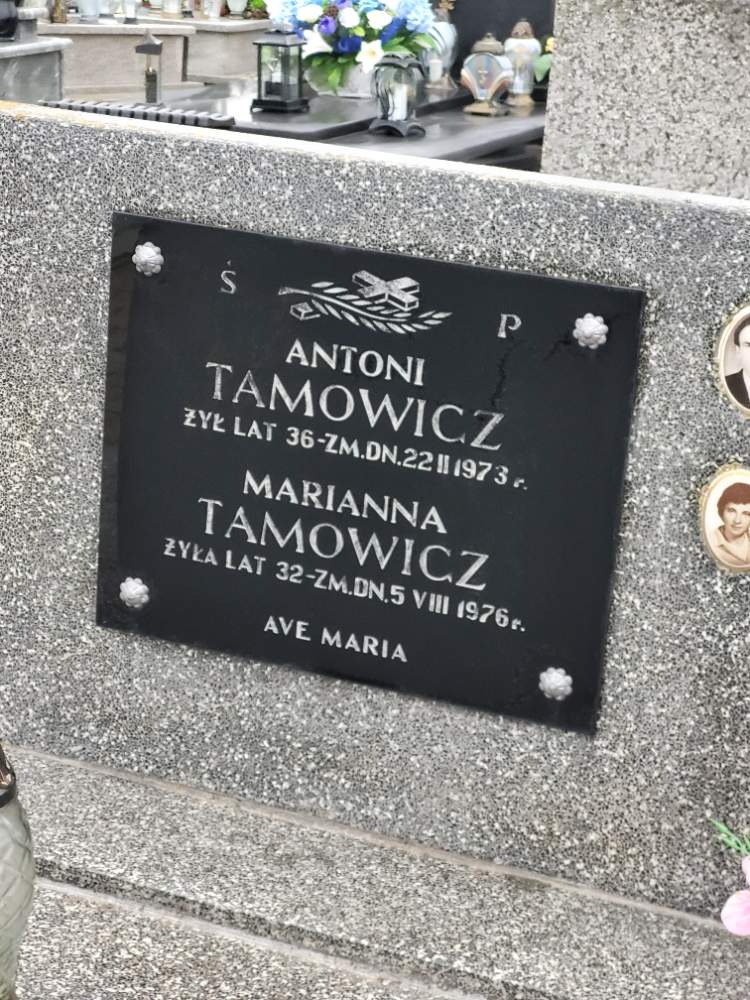 Ś P
ANTONI
TAMOWICZ
ŻYŁ LAT 36-ZM.DN.22 II 1973 r.
MARIANNA
TAMOWICZ
ŻYŁA LAT 32-ZM.DN.5 VIII 1976 r.
AVE MARIA